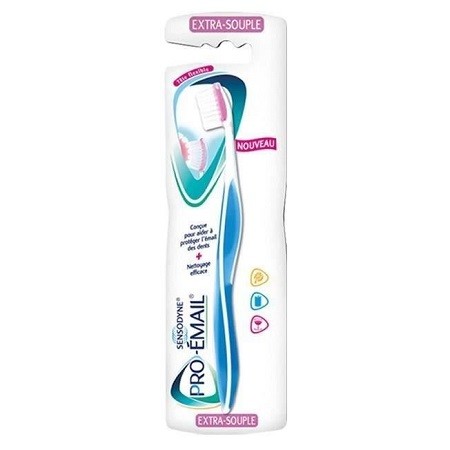 EXTRA-SOUPLE
Tête flexible
NOUVEAU
Conçue
pour aider à
protéger l'émail
des dents
+
Nettoyage
efficace
SENSODYNE®
PRO-ÉMAIL®
EXTRA-SOUPLE